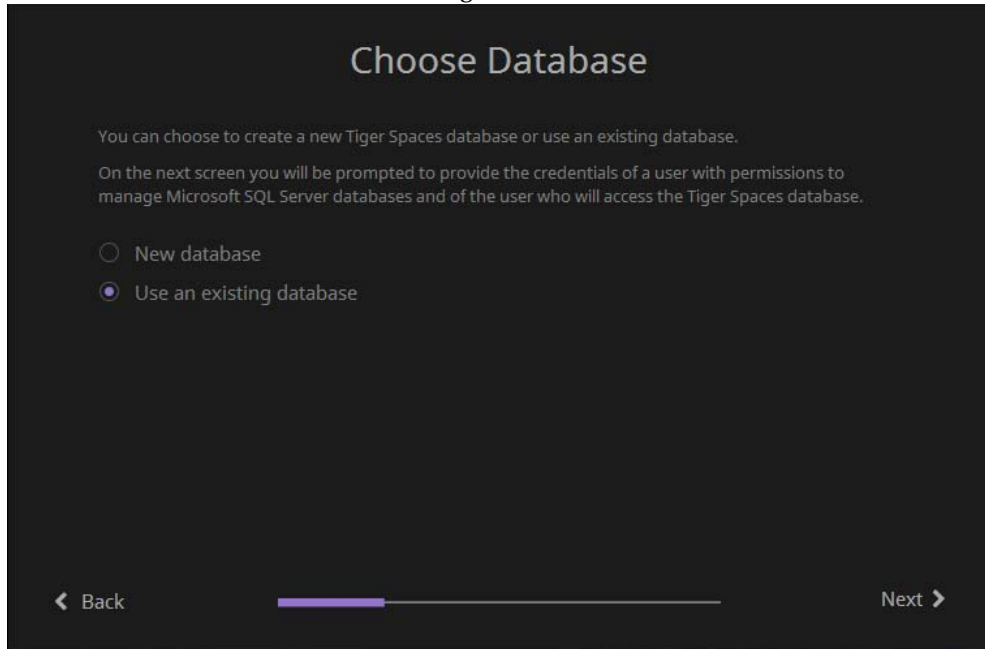 Choose Database
You can choose to create a new Tiger Spaces database or use an existing database.
On the next screen you will be prompted to provide the credentials of a user with permissions to
manage Microsoft SQL Server databases and of the user who will access the Tiger Spaces database.
New database
Use an existing database
Back
Next